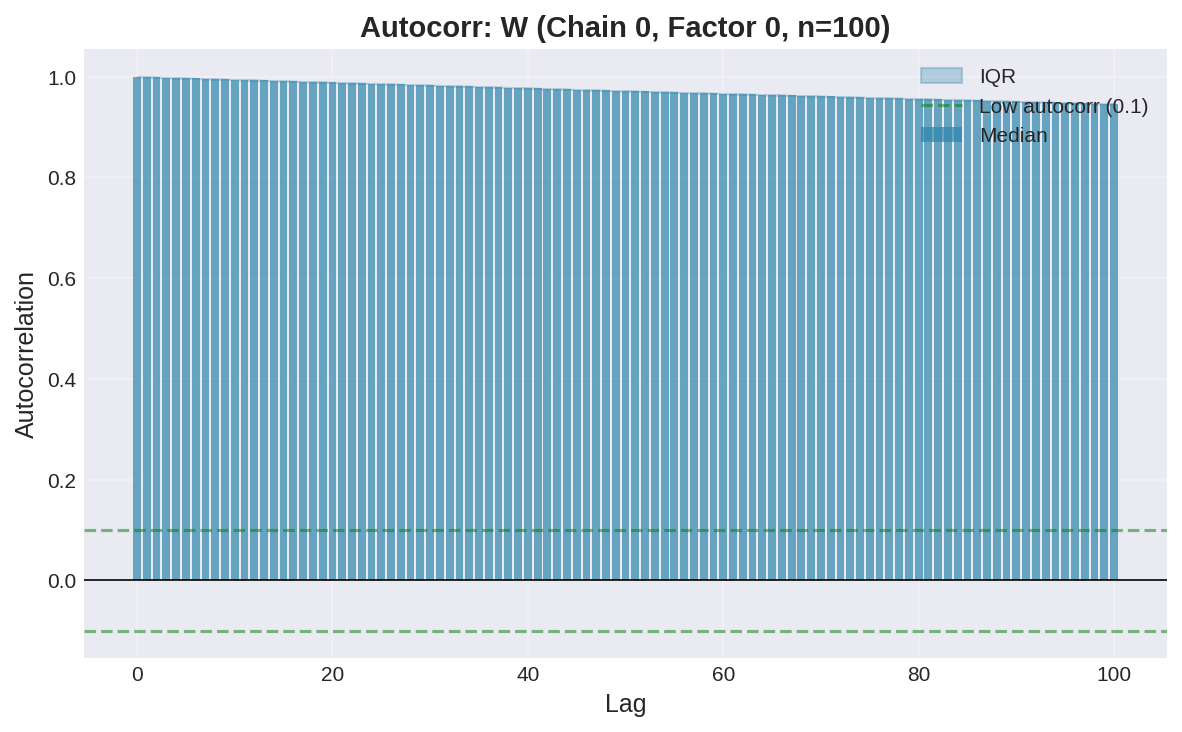 Autocorr: W (Chain 0, Factor 0, n=100)
IQR
Low autocorr (0.1)
Median
1.0
0.8
0.6
0.4
0.2
0.0
Autocorrelation
0
20
40
60
80
100
Lag